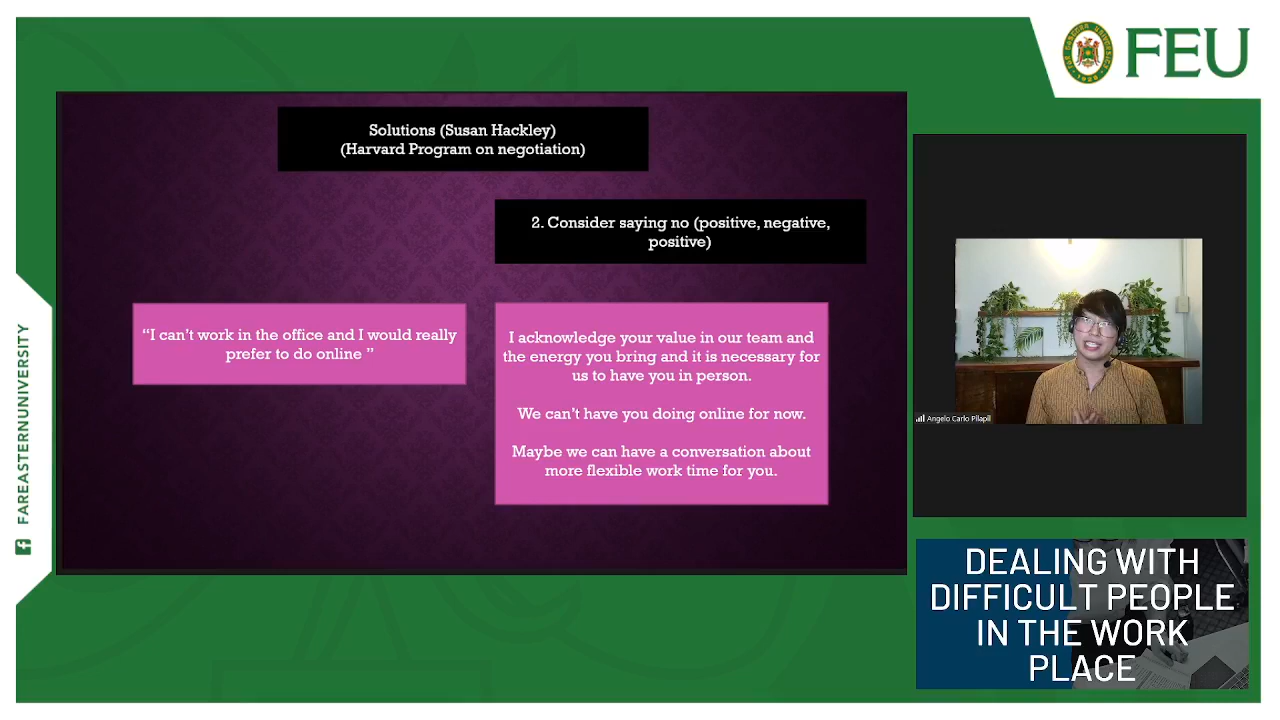 FEU
Solutions (Susan Hackley)
(Harvard Program on negotiation)
2. Consider saying no (positive, negative,
positive)
“I can’t work in the office and I would really
prefer to do online ”
I acknowledge your value in our team and
the energy you bring and it is necessary for
us to have you in person.
We can’t have you doing online for now.
Maybe we can have a conversation about
more flexible work time for you.
Angelo Carlo Pilapil
FAREASTERNUNIVERSITY
DEALING WITH
DIFFICULT PEOPLE
IN THE WORK
PLACE